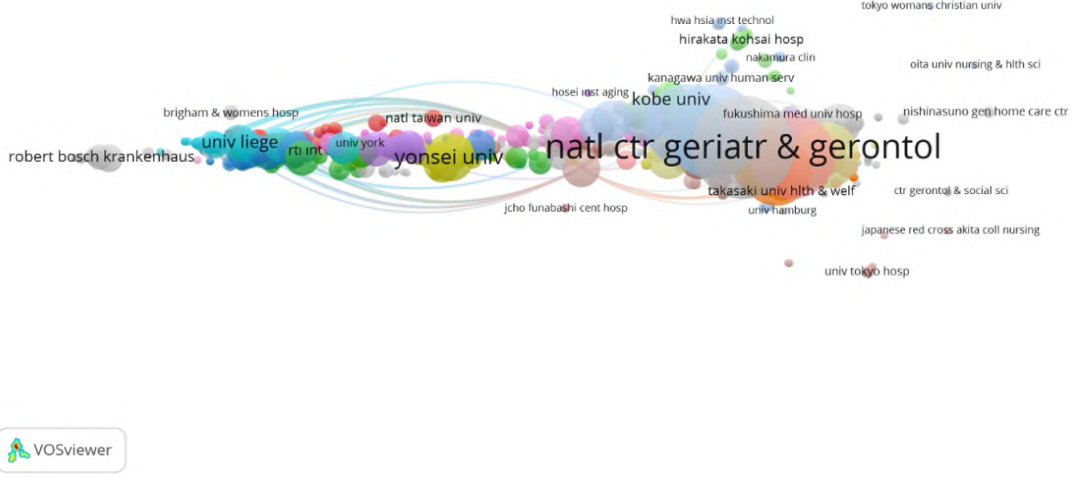 tokyo womans christian univ
hwa hsia inst technol
hirakata kohsai hosp
nakamura clin
oita univ nursing & hlth sci
kanagawa univ human serv
hosei inst aging
kobe univ
brigham & womens hosp
natl taiwan univ
fukushima med univ hosp
nishinasuno gen home care ctr
univ liege
univ york
rti int
robert bosch krankenhaus
yonsei univ
natl ctr geriatr & gerontol
takasaki univ hlth & welf
ctr gerontol & social sci
jcho funabashi cent hosp
univ hamburg
japanese red cross akita coll nursing
univ tokyo hosp
VOSviewer